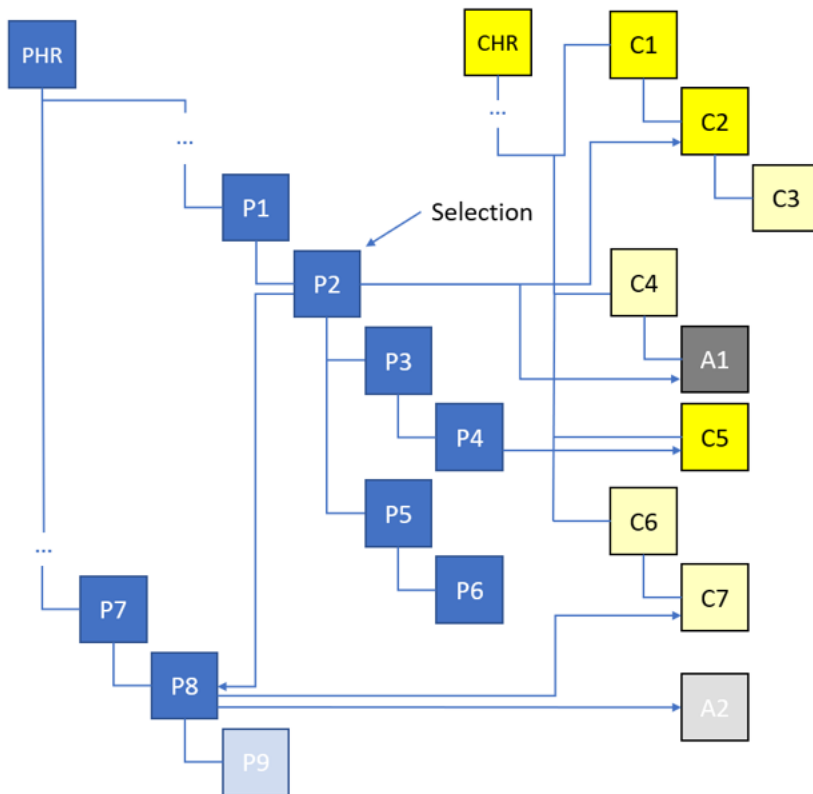 PHR
CHR
C1
...
...
C2
P1
C3
Selection
P2
C4
P3
A1
P4
C5
P5
C6
...
P6
C7
P7
P8
A2
P9